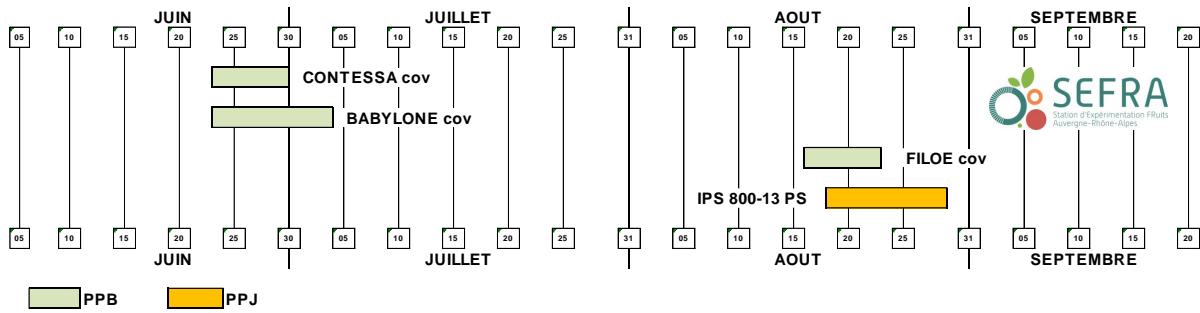 JUIN JUILLET AOUT SEPTEMBRE
05 10 15 20 25 30 05 10 15 20 25 31 05 10 15 20 25 31 05 10 15 20
CONTESSA cov
BABYLONE cov
SEFRA
Station d'Expérimentation FRuits
Auvergne-Rhône-Alpes
FILOE cov
IPS 800-13 PS
05 10 15 20 25 30 05 10 15 20 25 31 05 10 15 20 25 31 05 10 15 20
JUIN JUILLET AOUT SEPTEMBRE
PPB PPJ